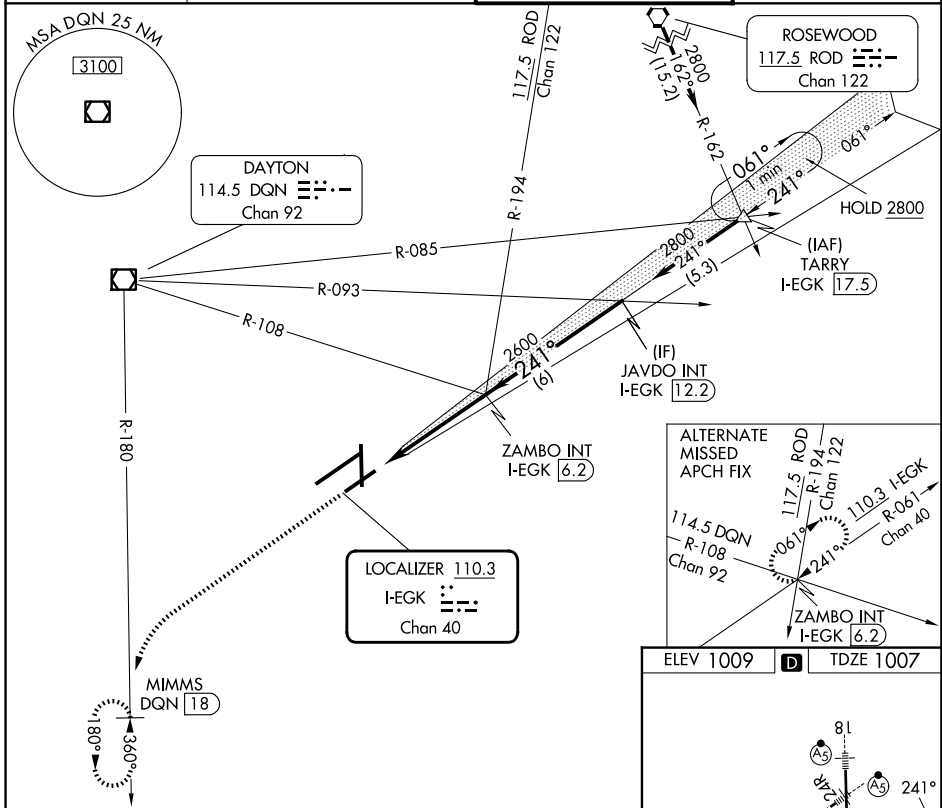 MSA DQN 25 NM
3100
117.5 ROD
Chan 122
ROSEWOOD
117.5 ROD
Chan 122
2800
162°
(15.2)
R-162
R-194
DAYTON
114.5 DQN
Chan 92
061°
1 min
241°
061°
HOLD 2800
R-085
R-093
R-108
2800
241°
(5.3)
(IAF)
TARRY
I-EGK 17.5
2600
241°
(6)
(IF)
JAVDO INT
I-EGK 12.2
ZAMBO INT
I-EGK 6.2
R-180
LOCALIZER 110.3
I-EGK
Chan 40
MIMMS
DQN 18
180°
360°
ALTERNATE
MISSED
APCH FIX
117.5 ROD
R-194
Chan 122
110.3 I-EGK
R-061
Chan 40
114.5 DQN
R-108
Chan 92
061°
241°
ZAMBO INT
I-EGK 6.2
ELEV 1009 D TDZE 1007
18
A5
24R
A5
241°